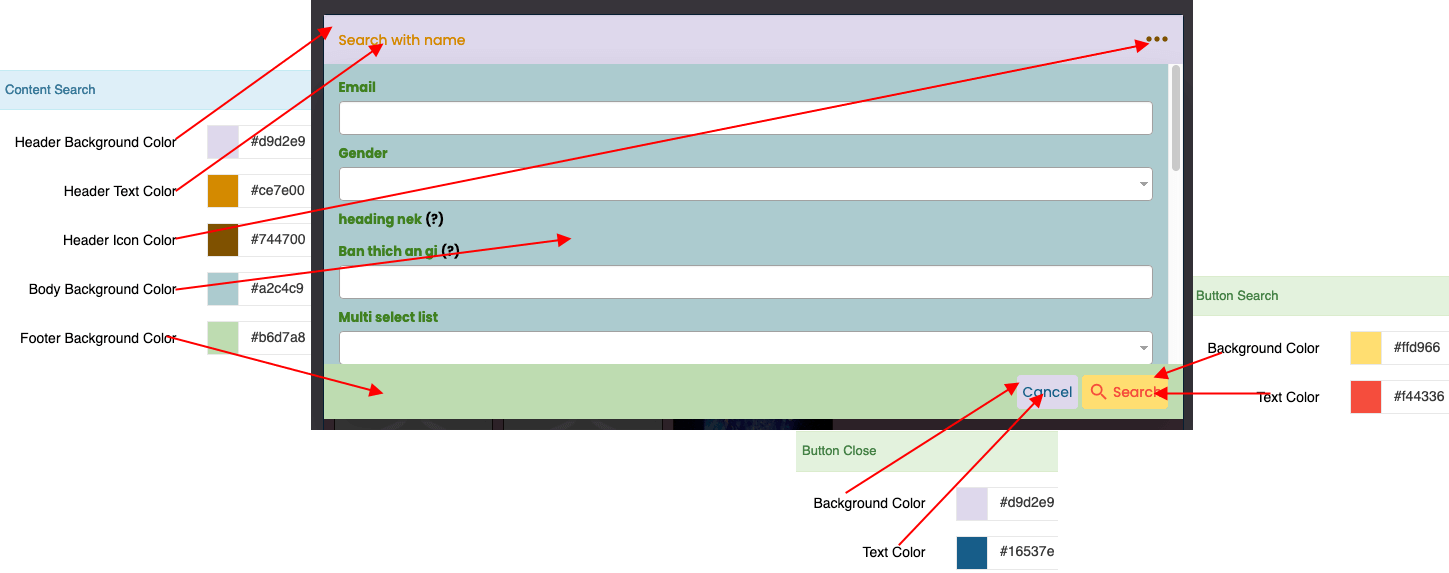 Search with name
Content Search
Header Background Color #d9d2e9
Header Text Color #ce7e00
Header Icon Color #744700
Body Background Color #a2c4c9
Footer Background Color #b6d7a8
Email
Gender
heading nek (?)
Ban thich an gi (?)
Multi select list
Cancel
Search
Button Search
Background Color #ffd966
Text Color #f44336
Button Close
Background Color #d9d2e9
Text Color #16537e